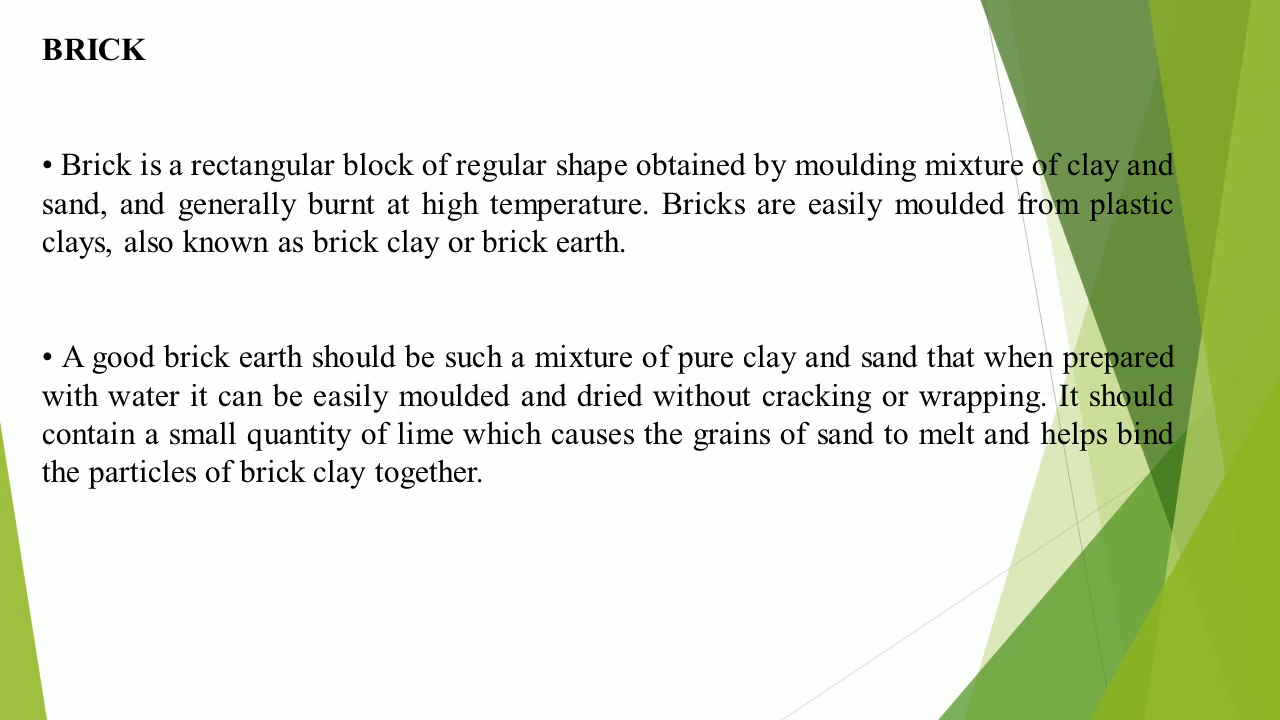 BRICK
• Brick is a rectangular block of regular shape obtained by moulding mixture of clay and
sand, and generally burnt at high temperature. Bricks are easily moulded from plastic
clays, also known as brick clay or brick earth.
• A good brick earth should be such a mixture of pure clay and sand that when prepared
with water it can be easily moulded and dried without cracking or wrapping. It should
contain a small quantity of lime which causes the grains of sand to melt and helps bind
the particles of brick clay together.